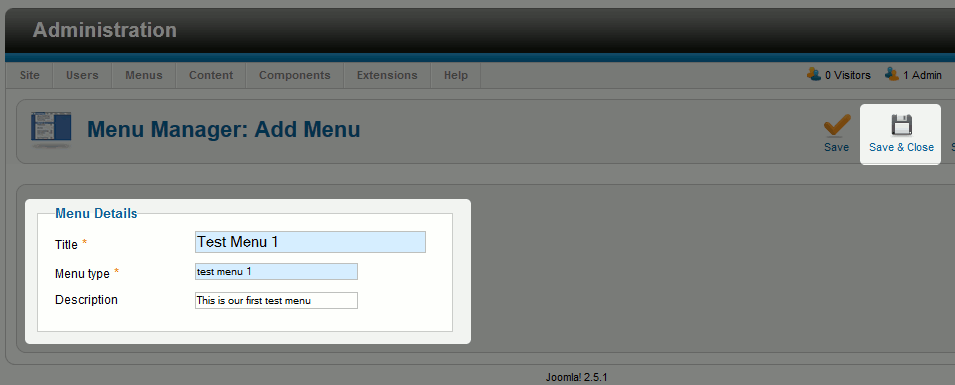 Administration
Site Users Menus Content Components Extensions Help 0 Visitors 1 Admin
Menu Manager: Add Menu
Save Save & Close S
Menu Details
Title * Test Menu 1
Menu type * test menu 1
Description This is our first test menu
Joomla! 2.5.1